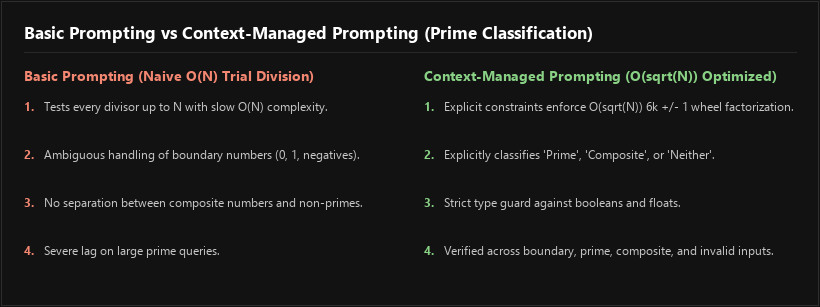 Basic Prompting vs Context-Managed Prompting (Prime Classification)
Basic Prompting (Naive O(N) Trial Division)
1. Tests every divisor up to N with slow O(N) complexity.
2. Ambiguous handling of boundary numbers (0, 1, negatives).
3. No separation between composite numbers and non-primes.
4. Severe lag on large prime queries.
Context-Managed Prompting (O(sqrt(N)) Optimized)
1. Explicit constraints enforce O(sqrt(N)) 6k +/- 1 wheel factorization.
2. Explicitly classifies 'Prime', 'Composite', or 'Neither'.
3. Strict type guard against booleans and floats.
4. Verified across boundary, prime, composite, and invalid inputs.